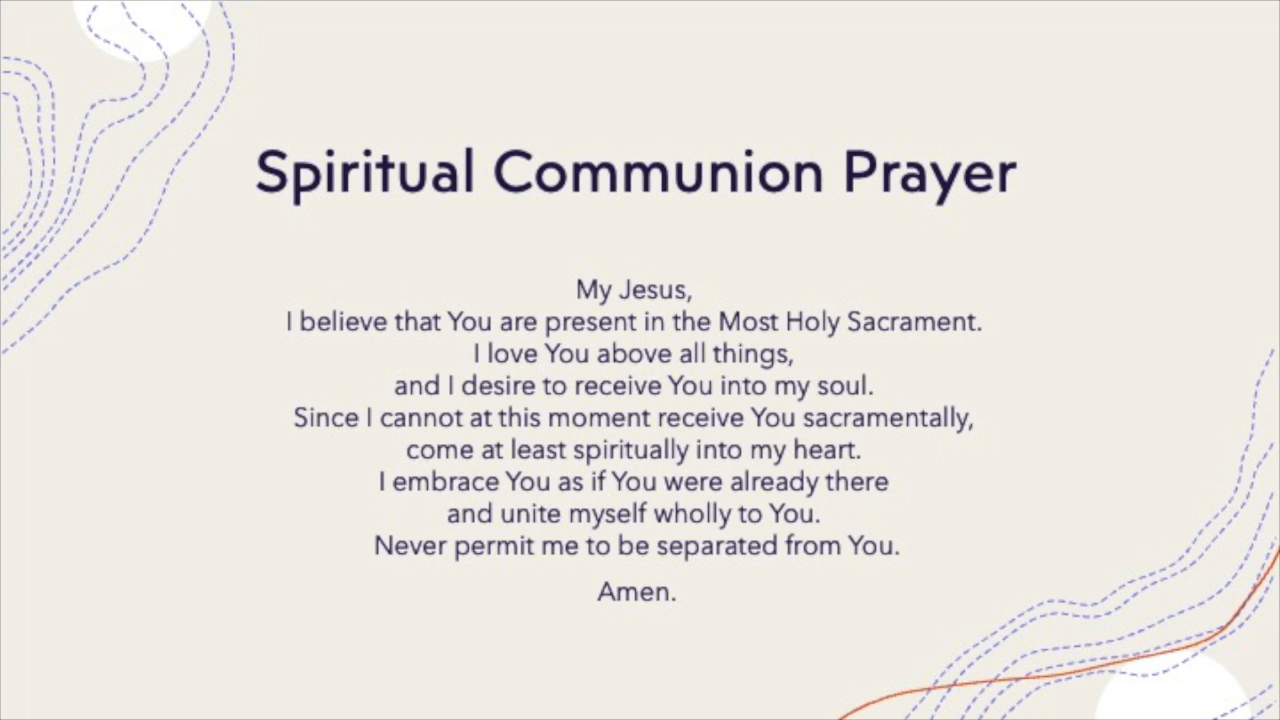 Spiritual Communion Prayer
My Jesus,
I believe that You are present in the Most Holy Sacrament.
I love You above all things,
and I desire to receive You into my soul.
Since I cannot at this moment receive You sacramentally,
come at least spiritually into my heart.
I embrace You as if You were already there
and unite myself wholly to You.
Never permit me to be separated from You.
Amen.